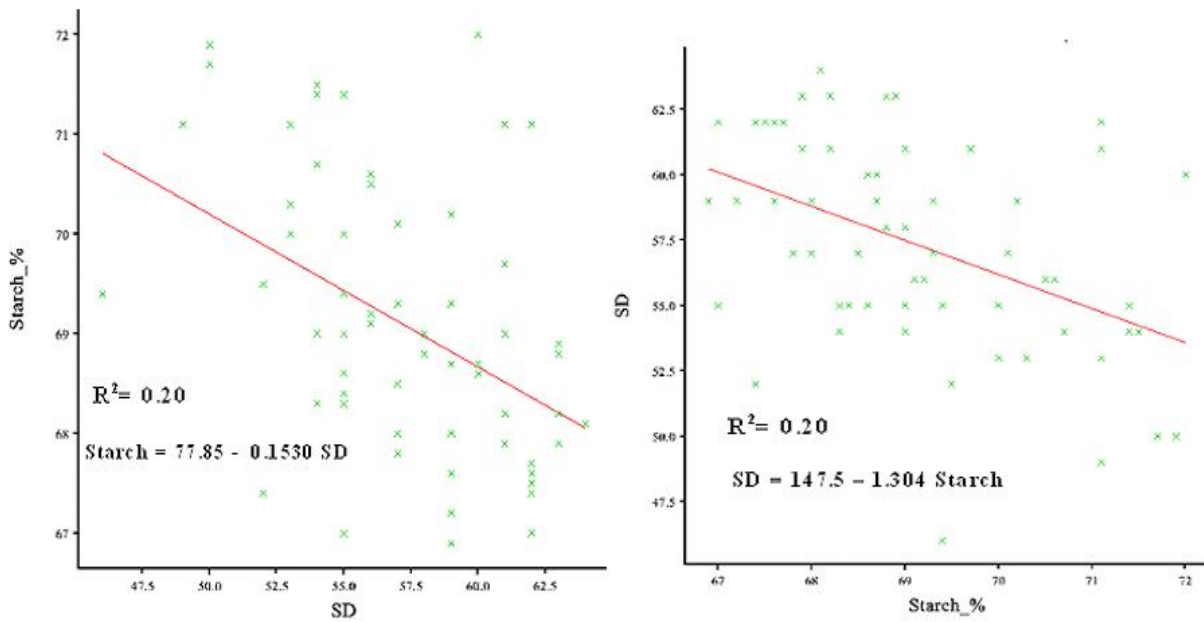 72
71
70
69
68
67
Starch_%
R²= 0.20
Starch = 77.85 - 0.1530 SD
47.5 50.0 52.5 55.0 57.5 60.0 62.5
SD
62.5
60.0
57.5
55.0
52.5
50.0
47.5
SD
R²= 0.20
SD = 147.5 – 1.304 Starch
67 68 69 70 71 72
Starch_%